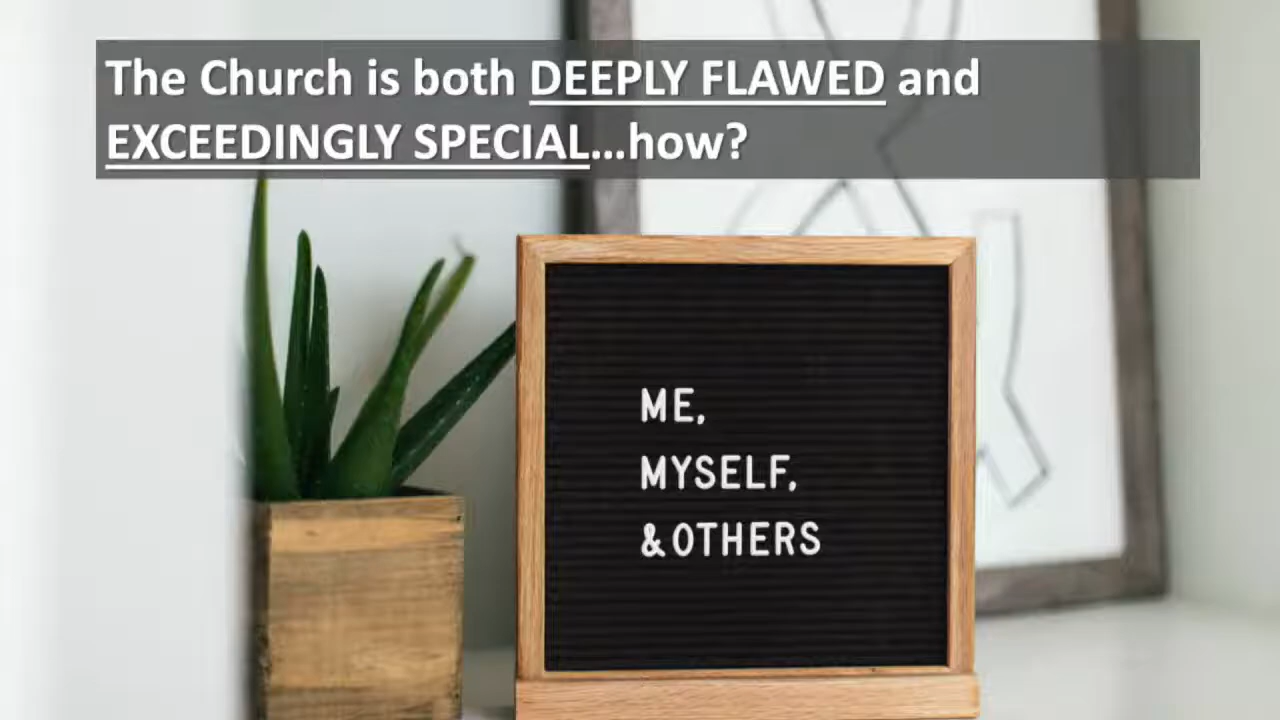 The Church is both DEEPLY FLAWED and
EXCEEDINGLY SPECIAL...how?
ME,
MYSELF,
&OTHERS